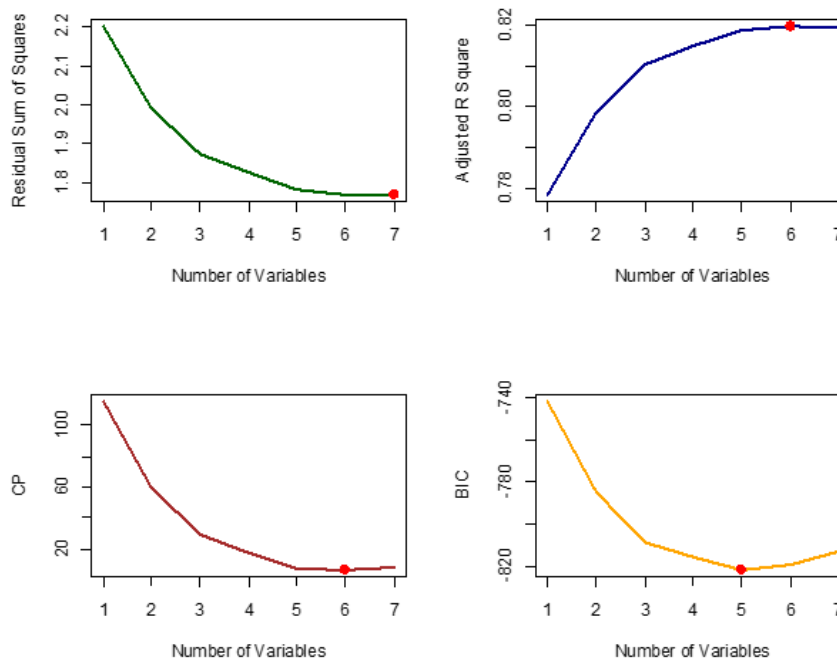 Residual Sum of Squares
2.2
2.1
2.0
1.9
1.8
1 2 3 4 5 6 7
Number of Variables
Adjusted R Square
0.82
0.80
0.78
1 2 3 4 5 6 7
Number of Variables
CP
100
60
20
1 2 3 4 5 6 7
Number of Variables
BIC
-740
-780
-820
1 2 3 4 5 6 7
Number of Variables